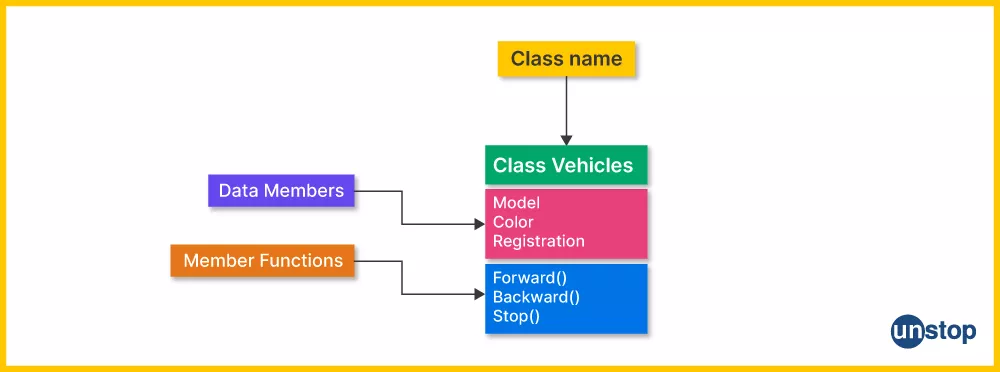 Class name
Class Vehicles
Data Members
Model
Color
Registration
Member Functions
Forward()
Backward()
Stop()
unstop